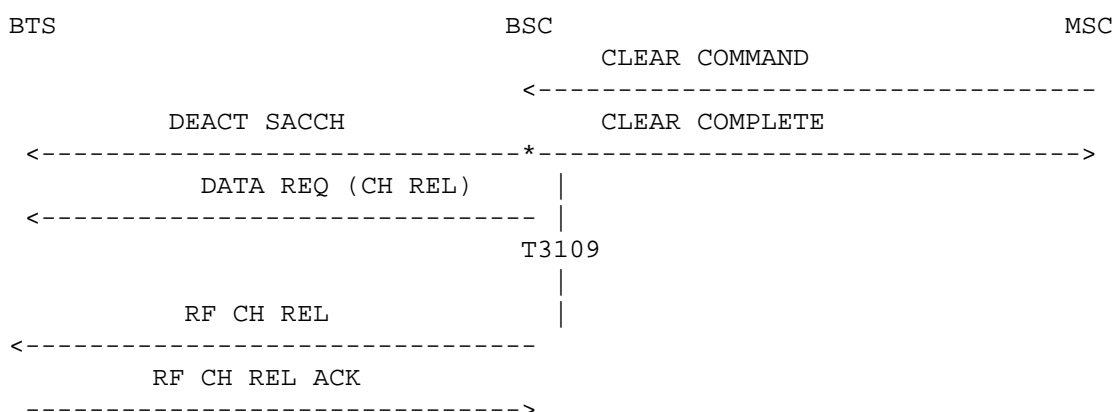 BTS BSC MSC
CLEAR COMMAND
<-----------------------------------
DEACT SACCH CLEAR COMPLETE
<-------------------------------*---------------------------------->
DATA REQ (CH REL) |
<------------------------------- |
T3109
|
RF CH REL |
<--------------------------------
RF CH REL ACK
------------------------------->